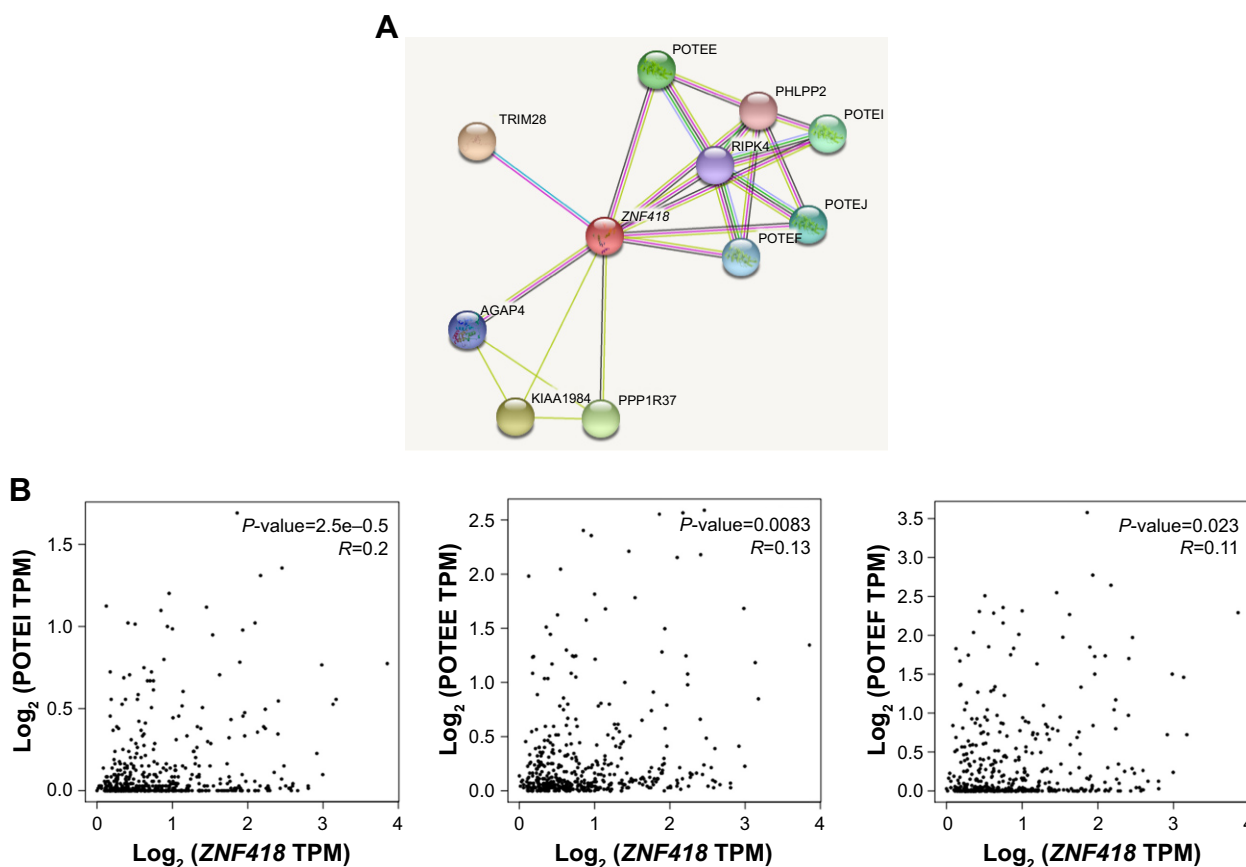 A
POTEE
PHLPP2
POTEI
TRIM28
RIPK4
ZNF418
POTEJ
POTEF
AGAP4
KIAA1984
PPP1R37
B
P-value=2.5e–0.5
R=0.2
Log2 (POTEI TPM)
1.5
1.0
0.5
0.0
0 1 2 3 4
Log2 (ZNF418 TPM)
P-value=0.0083
R=0.13
Log2 (POTEE TPM)
2.5
2.0
1.5
1.0
0.5
0.0
0 1 2 3 4
Log2 (ZNF418 TPM)
P-value=0.023
R=0.11
Log2 (POTEF TPM)
3.5
3.0
2.5
2.0
1.5
1.0
0.5
0.0
0 1 2 3 4
Log2 (ZNF418 TPM)